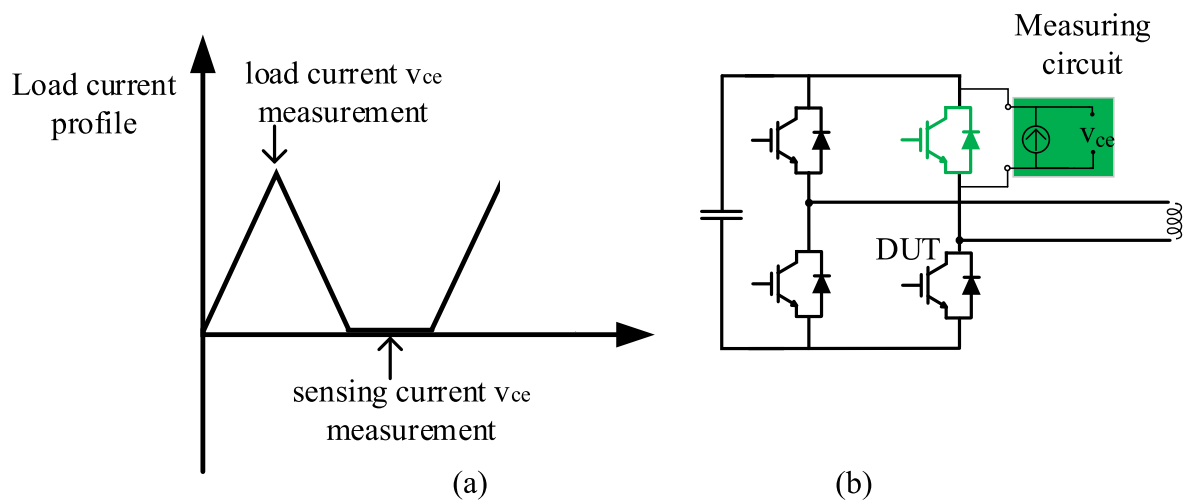 Load current
profile
load current vce
measurement
sensing current vce
measurement
(a)
Measuring
circuit
vce
DUT
(b)